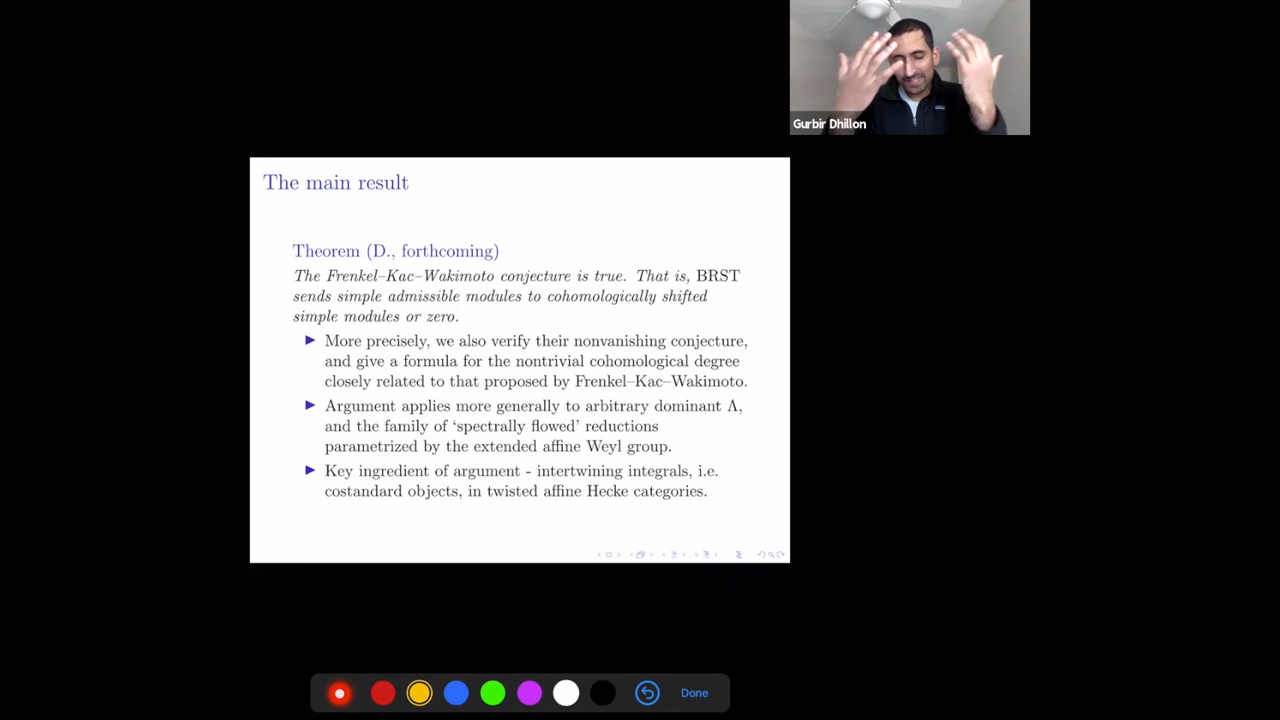 Gurbir Dhillon
The main result
Theorem (D., forthcoming)
The Frenkel–Kac–Wakimoto conjecture is true. That is, BRST
sends simple admissible modules to cohomologically shifted
simple modules or zero.
▶ More precisely, we also verify their nonvanishing conjecture,
and give a formula for the nontrivial cohomological degree
closely related to that proposed by Frenkel–Kac–Wakimoto.
▶ Argument applies more generally to arbitrary dominant Λ,
and the family of ‘spectrally flowed’ reductions
parametrized by the extended affine Weyl group.
▶ Key ingredient of argument - intertwining integrals, i.e.
costandard objects, in twisted affine Hecke categories.
Done